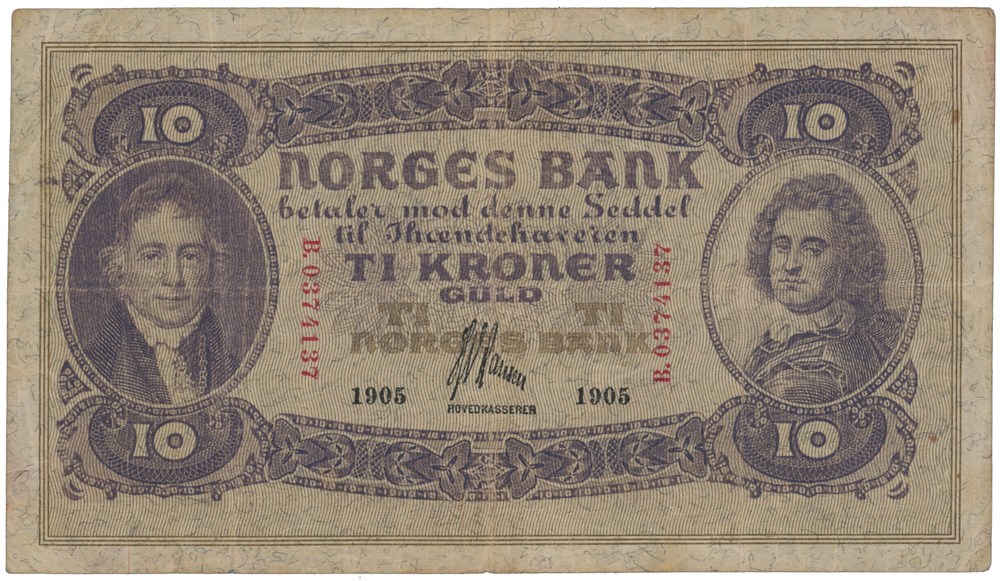 10 10
NORGES BANK
betaler mod denne Seddel
til Ihændehaveren
TI KRONER
GULD
TI TI
NORGES BANK
B.0374137
B.0374137
1905 1905
HOVEDKASSERER
10 10